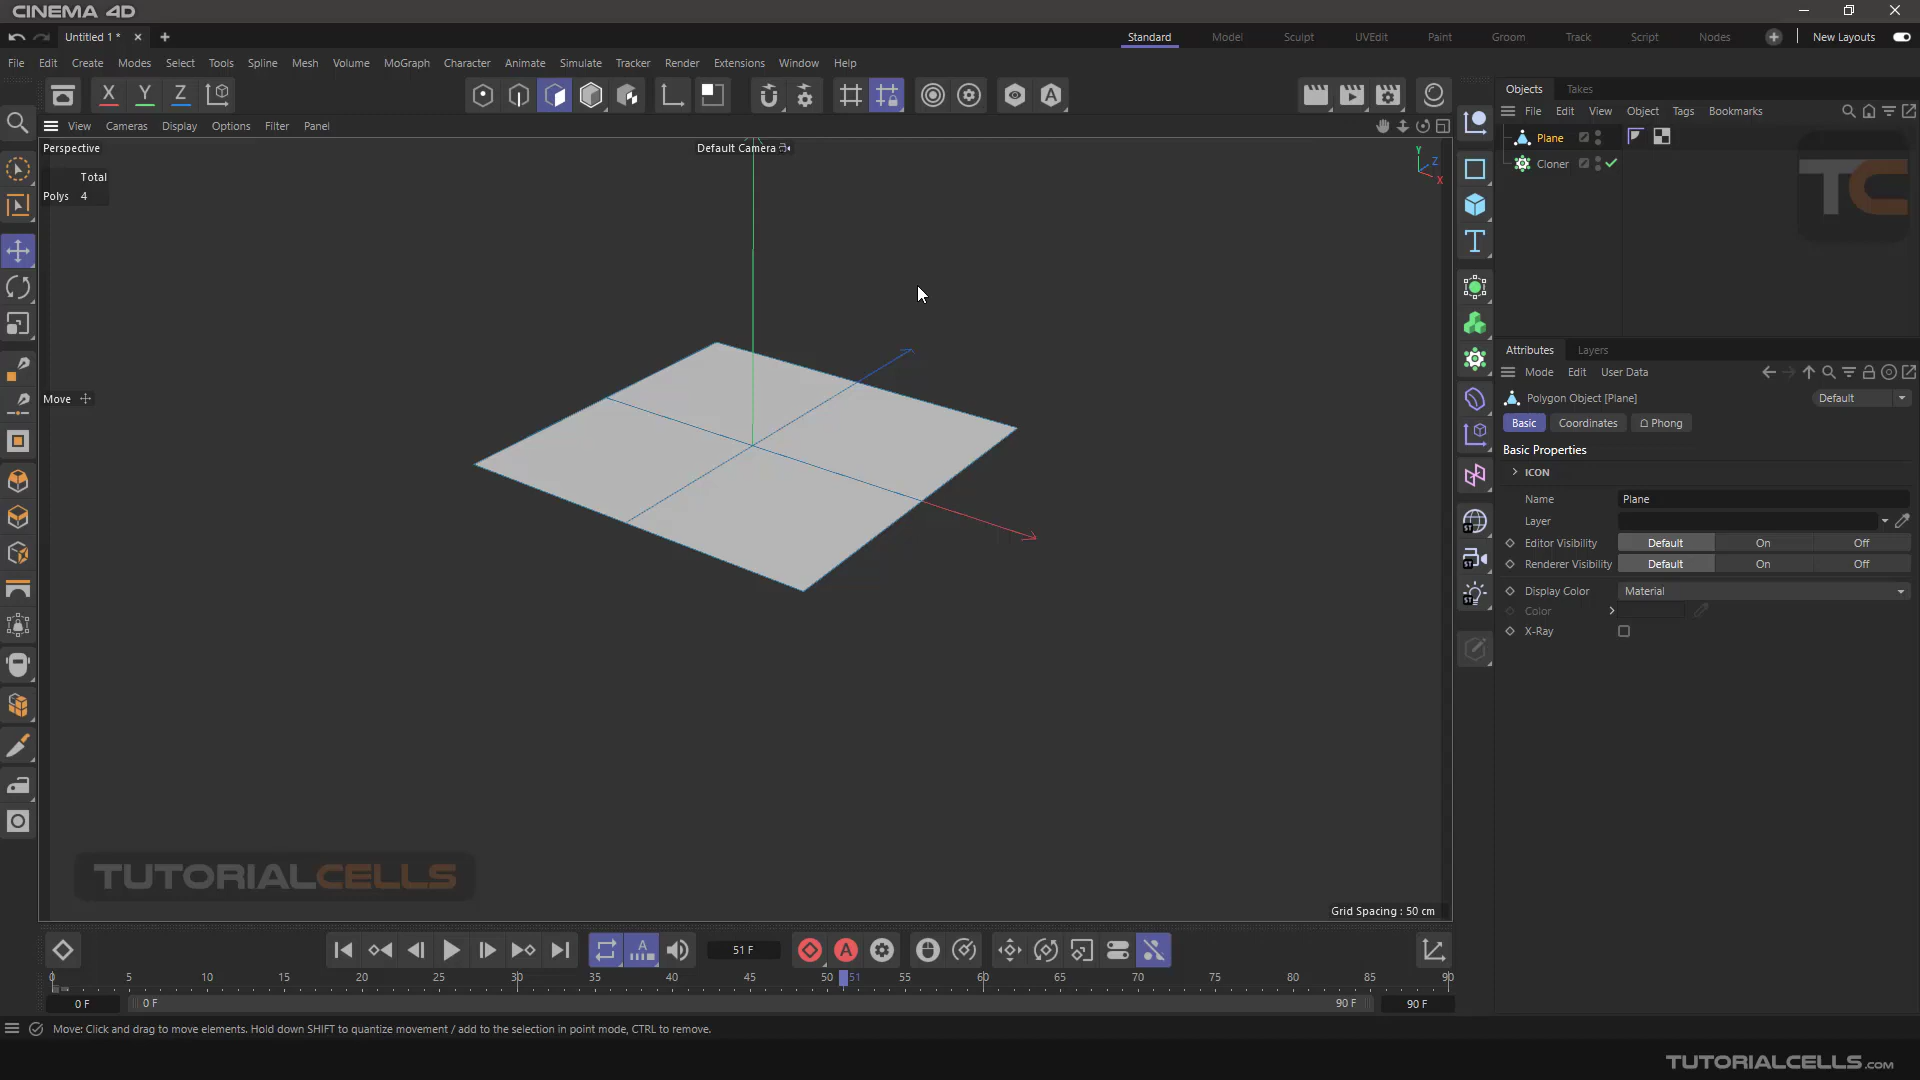 CINEMA 4D
Untitled 1 *
Standard Model Sculpt UVEdit Paint Groom Track Script Nodes New Layouts
File Edit Create Modes Select Tools Spline Mesh Volume MoGraph Character Animate Simulate Tracker Render Extensions Window Help
X Y Z
Objects Takes
File Edit View Object Tags Bookmarks
View Cameras Display Options Filter Panel
Perspective
Default Camera
Total
Polys 4
Y
Z
X
Plane
Cloner
TC
Move
Attributes Layers
Mode Edit User Data
Polygon Object [Plane]
Default
Basic Coordinates Phong
Basic Properties
ICON
Name Plane
Layer
Editor Visibility Default On Off
Renderer Visibility Default On Off
Display Color Material
Color
X-Ray
ST
ST
ST
TUTORIALCELLS
Grid Spacing : 50 cm
51 F
0 5 10 15 20 25 30 35 40 45 50 51 55 60 65 70 75 80 85 90
0 F 0 F 90 F 90 F
Move: Click and drag to move elements. Hold down SHIFT to quantize movement / add to the selection in point mode, CTRL to remove.
TUTORIALCELLS.COM